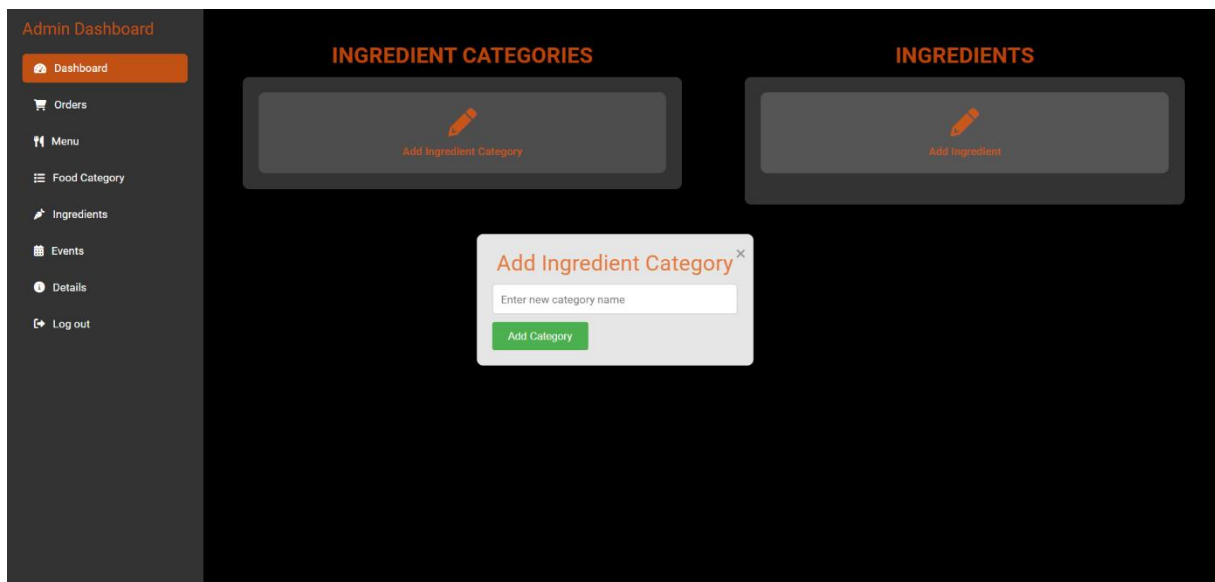 Admin Dashboard
Dashboard
Orders
Menu
Food Category
Ingredients
Events
Details
Log out
INGREDIENT CATEGORIES
Add Ingredient Category
INGREDIENTS
Add Ingredient
Add Ingredient Category
×
Enter new category name
Add Category